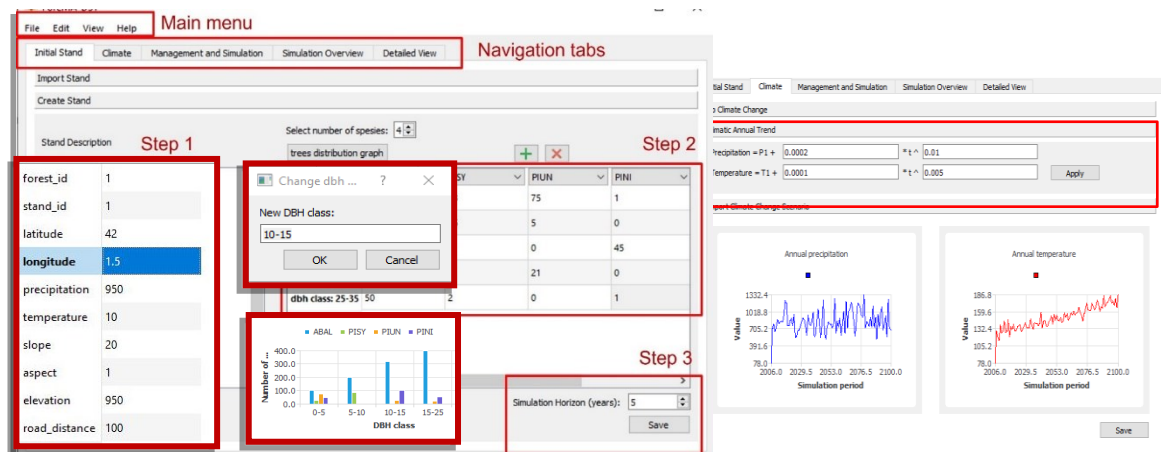 File Edit View Help Main menu
Initial Stand Climate Management and Simulation Simulation Overview Detailed View Navigation tabs
Import Stand
Create Stand
Stand Description Step 1
Select number of spesies: 4
trees distribution graph
Step 2
forest_id 1
stand_id 1
latitude 42
longitude 1.5
precipitation 950
temperature 10
slope 20
aspect 1
elevation 950
road_distance 100
Change dbh ... ? ×
New DBH class:
10-15
OK Cancel
PIUN PINI
75 1
5 0
0 45
21 0
dbh class: 25-35 50 2 0 1
ABAL PISY PIUN PINI
Number of ...
400.0
300.0
200.0
100.0
0.0
0-5 5-10 10-15 15-25
DBH class
Step 3
Simulation Horizon (years): 5
Save
Climate Management and Simulation Simulation Overview Detailed View
Climate Change
Annual Trend
= P1 + 0.0002 * t ^ 0.01
= T1 + 0.0001 * t ^ 0.005 Apply
Climate Change Scenario
Annual precipitation
Value
1332.4
1018.8
705.2
391.6
78.0
2006.0 2029.5 2053.0 2076.5 2100.0
Simulation period
Annual temperature
Value
186.8
159.6
132.4
105.2
78.0
2006.0 2029.5 2053.0 2076.5 2100.0
Simulation period
Save